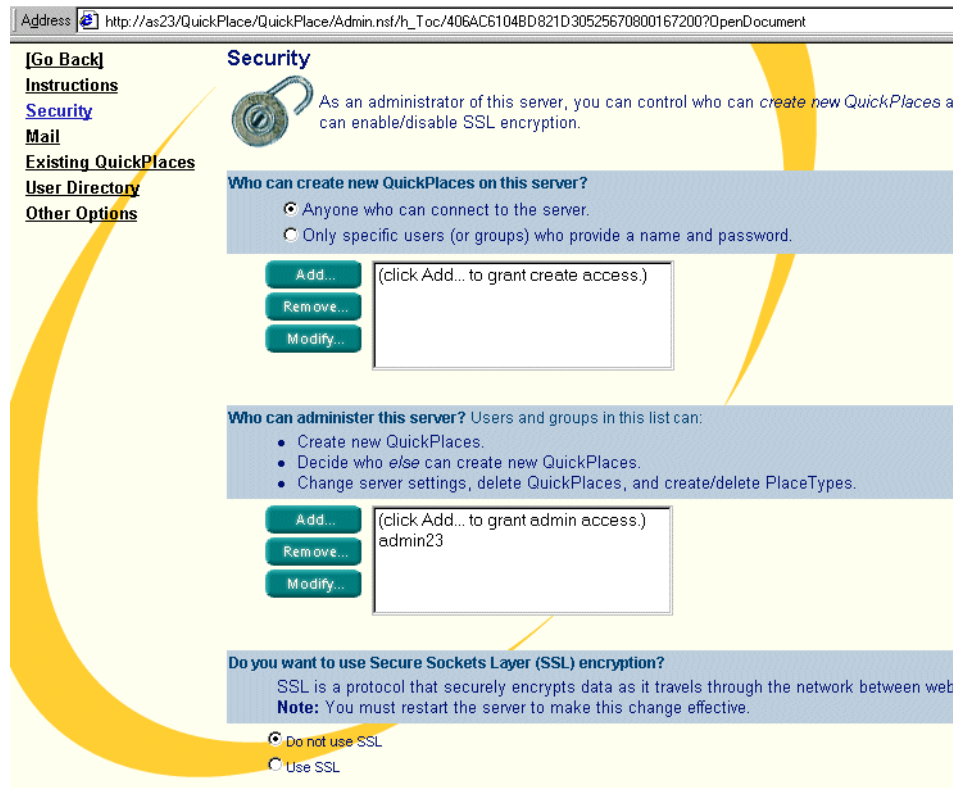 Address http://as23/QuickPlace/QuickPlace/Admin.nsf/h_Toc/406AC6104BD821D30525670800167200?OpenDocument
[Go Back]
Instructions
Security
Mail
Existing QuickPlaces
User Directory
Other Options
Security
As an administrator of this server, you can control who can create new QuickPlaces a
can enable/disable SSL encryption.
Who can create new QuickPlaces on this server?
Anyone who can connect to the server.
Only specific users (or groups) who provide a name and password.
Add...
Remove...
Modify...
(click Add... to grant create access.)
Who can administer this server? Users and groups in this list can:
• Create new QuickPlaces.
• Decide who else can create new QuickPlaces.
• Change server settings, delete QuickPlaces, and create/delete PlaceTypes.
Add...
Remove...
Modify...
(click Add... to grant admin access.)
admin23
Do you want to use Secure Sockets Layer (SSL) encryption?
SSL is a protocol that securely encrypts data as it travels through the network between web
Note: You must restart the server to make this change effective.
Do not use SSL
Use SSL